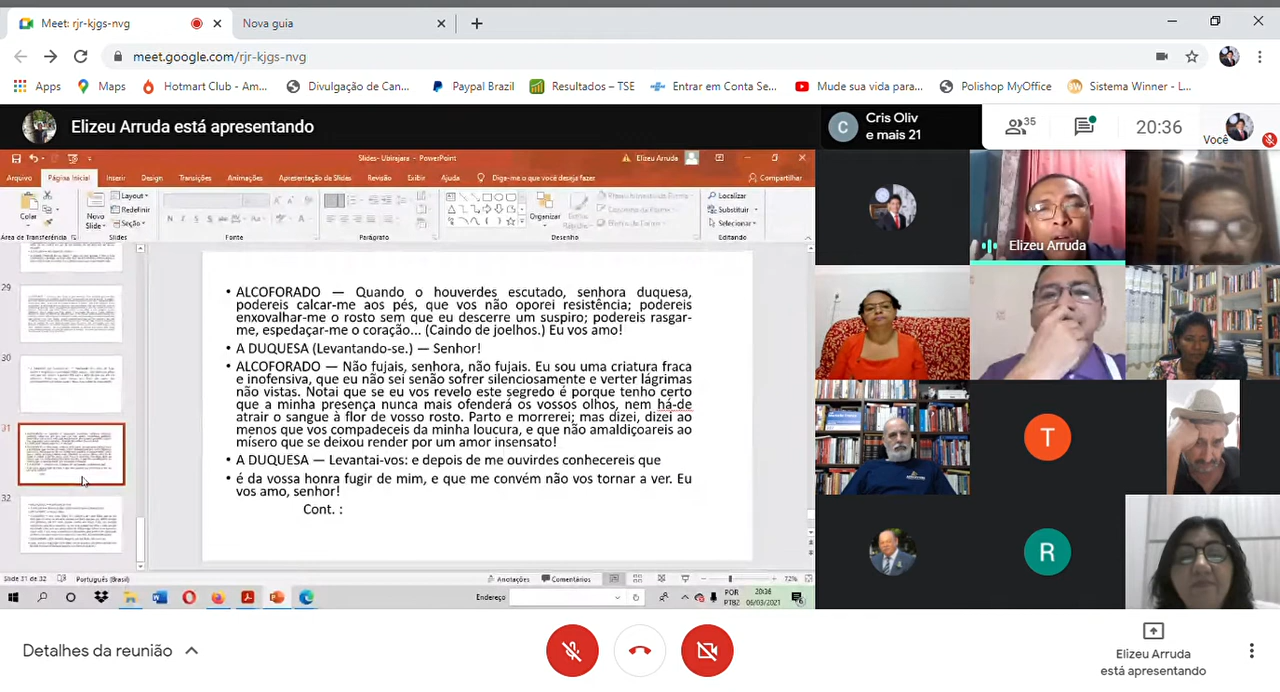 Meet: rjr-kjgs-nvg
Nova guia
meet.google.com/rjr-kjgs-nvg
Apps
Maps
Hotmart Club - Am...
Divulgação de Can...
Paypal Brazil
Resultados – TSE
Entrar em Conta Se...
Mude sua vida para...
Polishop MyOffice
Sistema Winner - L...
Elizeu Arruda está apresentando
C
Cris Oliv
e mais 21
35
20:36
Você
Slides- Ubirajara - PowerPoint
Elizeu Arruda
Arquivo
Página Inicial
Inserir
Design
Transições
Animações
Apresentação de Slides
Revisão
Exibir
Ajuda
Diga-me o que você deseja fazer
Compartilhar
Colar
Novo
Slide
Layout
Redefinir
Seção
Organizar
Localizar
Substituir
Selecionar
Área de Transferência
Slides
Fonte
Parágrafo
Desenho
Editando
29
30
31
32
• ALCOFORADO — Quando o houverdes escutado, senhora duquesa,
podereis calcar-me aos pés, que vos não oporei resistência; podereis
enxovalhar-me o rosto sem que eu descerre um suspiro; podereis rasgar-
me, espedaçar-me o coração... (Caindo de joelhos.) Eu vos amo!
• A DUQUESA (Levantando-se.) — Senhor!
• ALCOFORADO — Não fujais, senhora, não fujais. Eu sou uma criatura fraca
e inofensiva, que eu não sei senão sofrer silenciosamente e verter lágrimas
não vistas. Notai que se eu vos revelo este segredo é porque tenho certo
que a minha presença nunca mais ofenderá os vossos olhos, nem há-de
atrair o sangue à flor de vosso rosto. Parto e morrerei; mas dizei, dizei ao
menos que vos compadeceis da minha loucura, e que não amaldiçoareis ao
mísero que se deixou render por um amor insensato!
• A DUQUESA — Levantai-vos: e depois de me ouvirdes conhecereis que
• é da vossa honra fugir de mim, e que me convém não vos tornar a ver. Eu
vos amo, senhor!
Cont. :
Elizeu Arruda
T
R
Slide 31 de 32
Português (Brasil)
Anotações
Comentários
72%
Endereço
POR
PTB2
20:36
06/03/2021
Detalhes da reunião
Elizeu Arruda
está apresentando